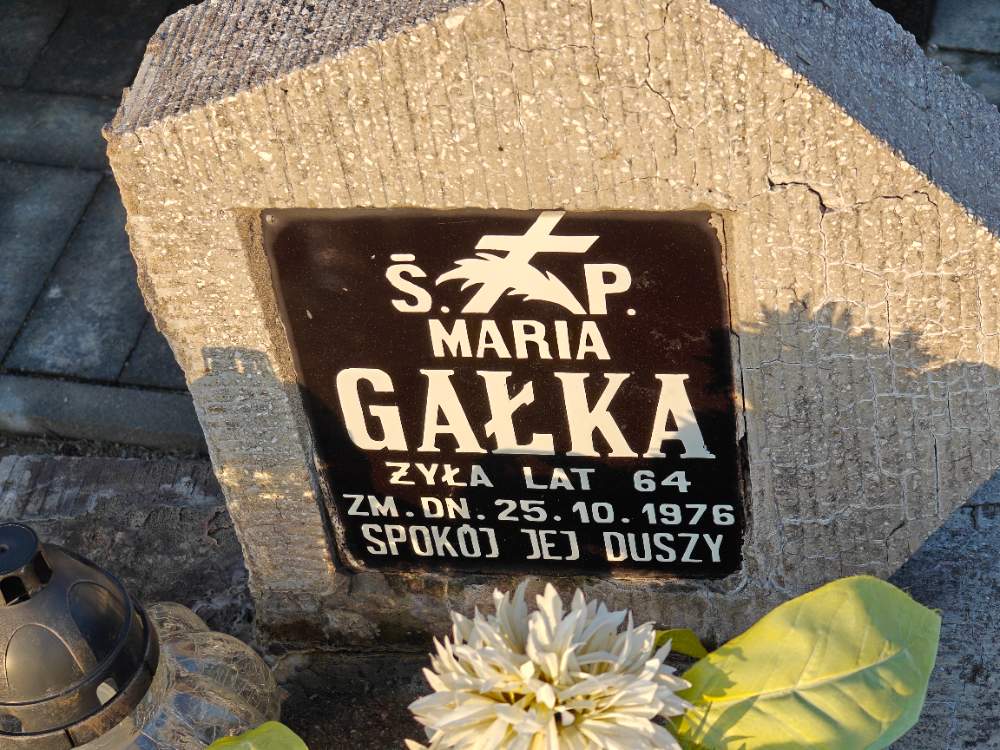 Ś. P.
MARIA
GAŁKA
ŻYŁA LAT 64
ZM. DN. 25.10.1976
SPOKÓJ JEJ DUSZY